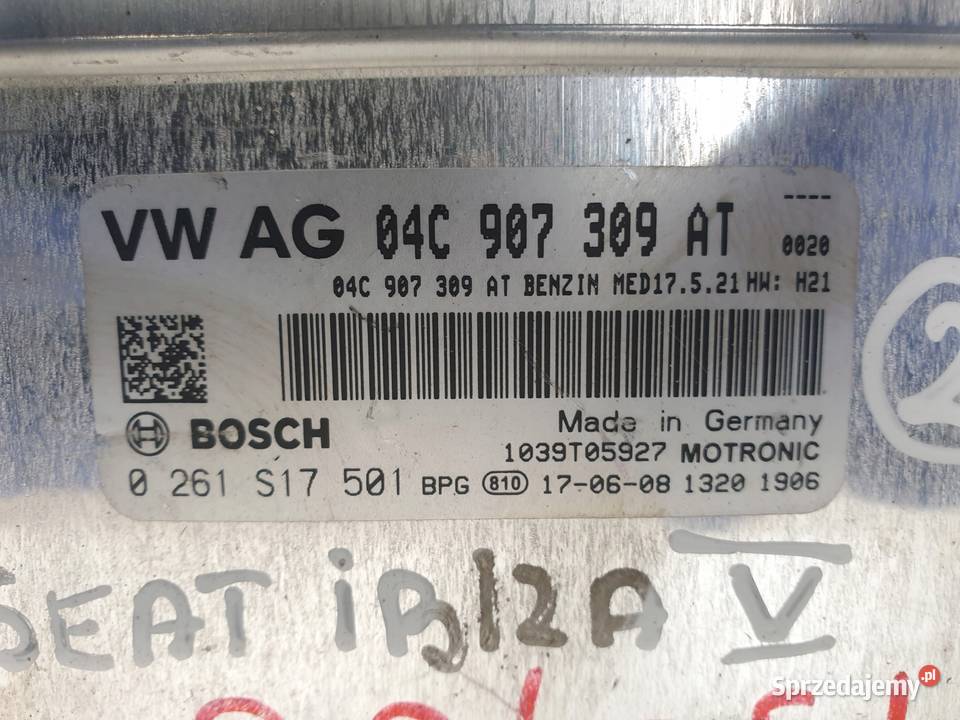 VW AG 04C 907 309 AT ---- 0020
04C 907 309 AT BENZIN MED17.5.21 HW: H21
BOSCH
Made in Germany
1039T05927 MOTRONIC
0 261 S17 501 BPG 810 17-06-08 1320 1906
2
SEAT iBIZA V
Sprzedajemy.pl